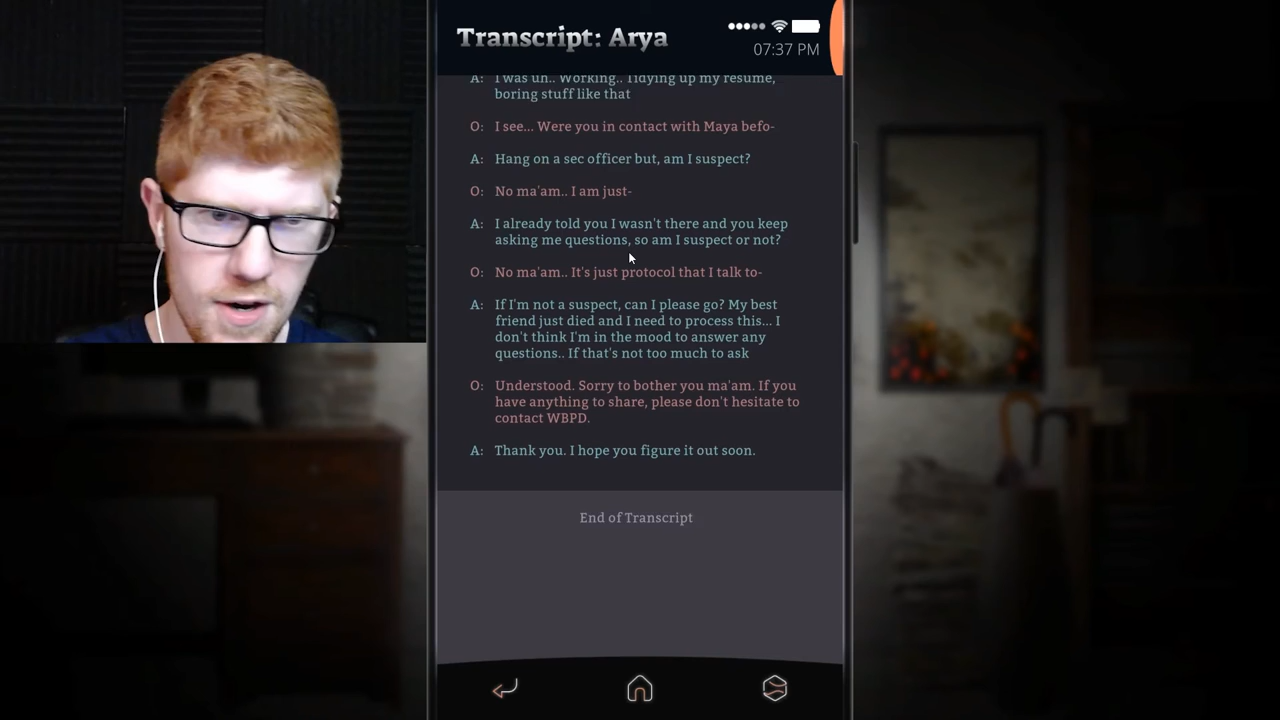 Transcript: Arya
07:37 PM
A: I was uh.. Working.. Tidying up my resume,
boring stuff like that
O: I see... Were you in contact with Maya befo-
A: Hang on a sec officer but, am I suspect?
O: No ma'am.. I am just-
A: I already told you I wasn't there and you keep
asking me questions, so am I suspect or not?
O: No ma'am.. It's just protocol that I talk to-
A: If I'm not a suspect, can I please go? My best
friend just died and I need to process this... I
don't think I'm in the mood to answer any
questions.. If that's not too much to ask
O: Understood. Sorry to bother you ma'am. If you
have anything to share, please don't hesitate to
contact WBPD.
A: Thank you. I hope you figure it out soon.
End of Transcript